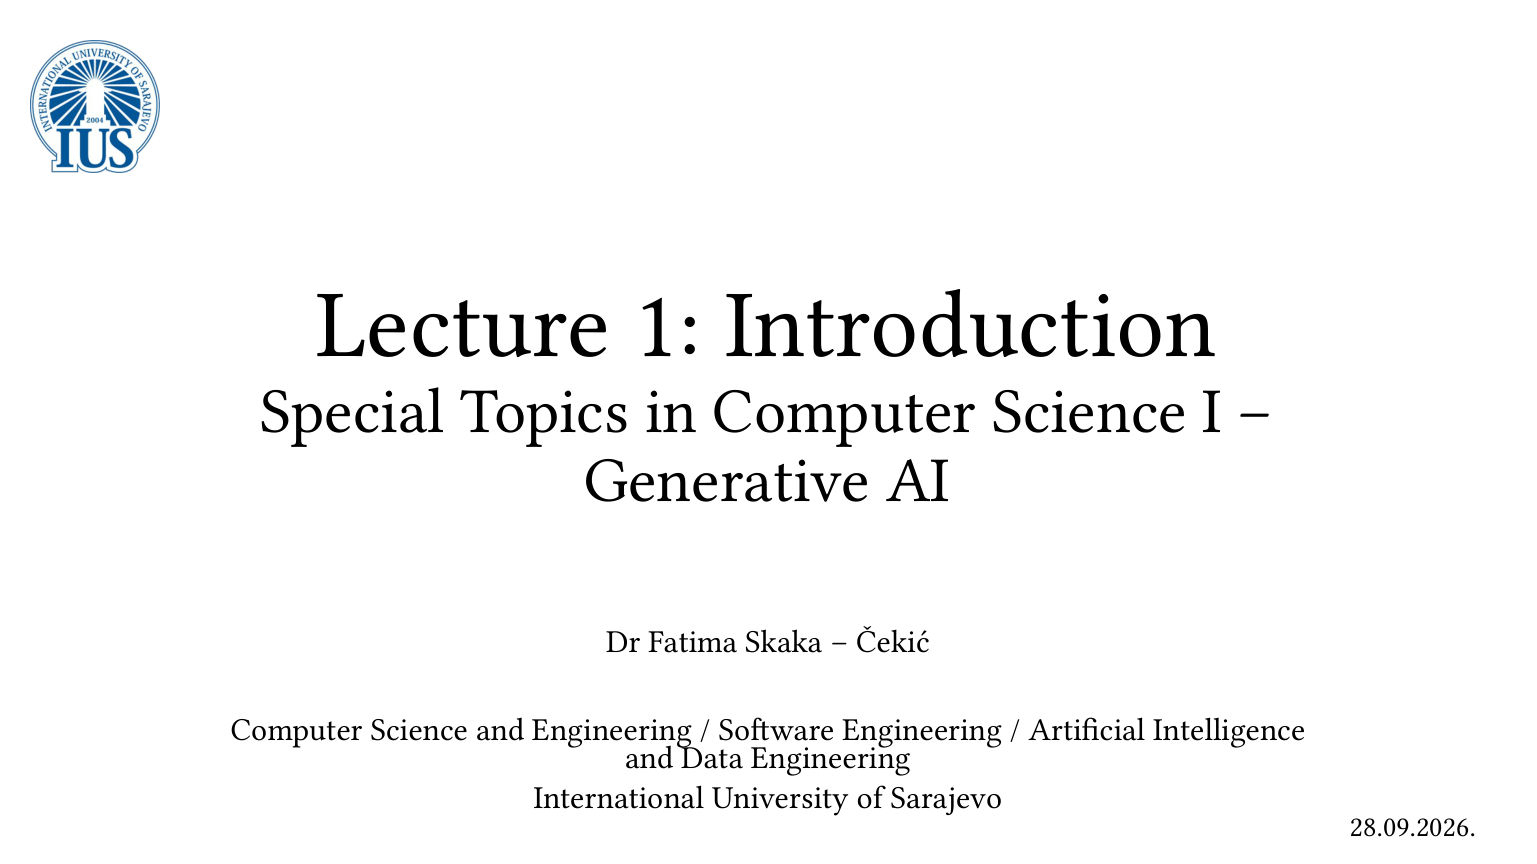 INTERNATIONAL UNIVERSITY OF SARAJEVO
2004
IUS
Lecture 1: Introduction
Special Topics in Computer Science I –
Generative AI
Dr Fatima Skaka – Čekić
Computer Science and Engineering / Software Engineering / Artificial Intelligence
and Data Engineering
International University of Sarajevo
28.09.2026.